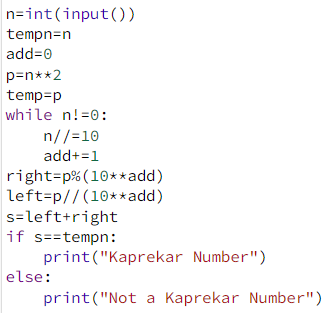 n=int(input())
tempn=n
add=0
p=n**2
temp=p
while n!=0:
    n//=10
    add+=1
right=p%(10**add)
left=p//(10**add)
s=left+right
if s==tempn:
    print("Kaprekar Number")
else:
    print("Not a Kaprekar Number")